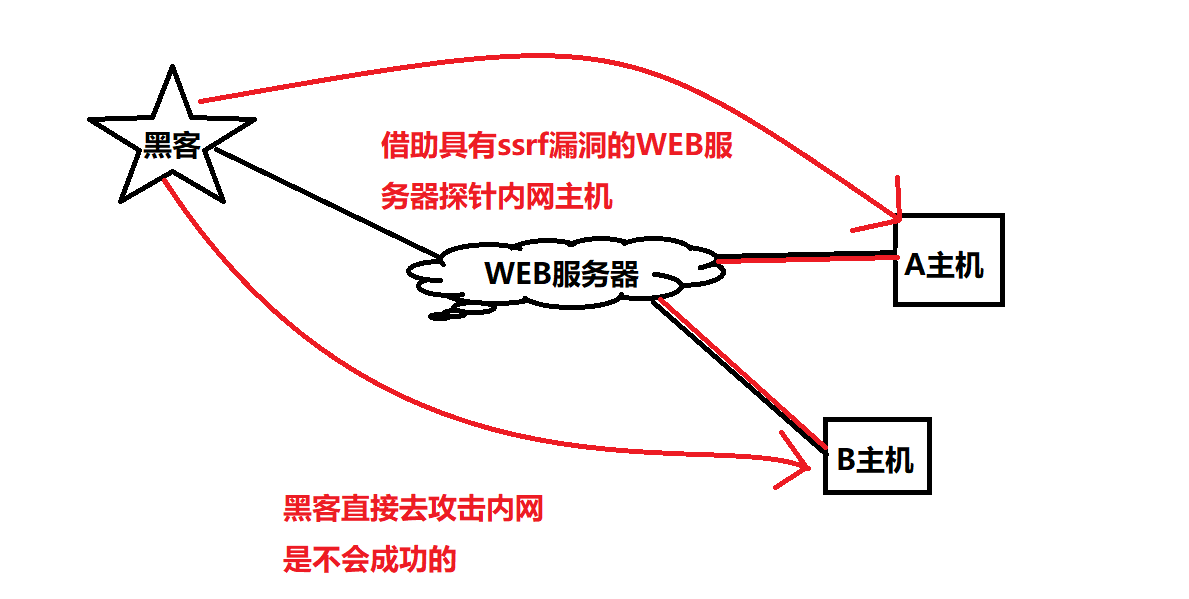 黑客
借助具有ssrf漏洞的WEB服
务器探针内网主机
WEB服务器
A主机
B主机
黑客直接去攻击内网
是不会成功的